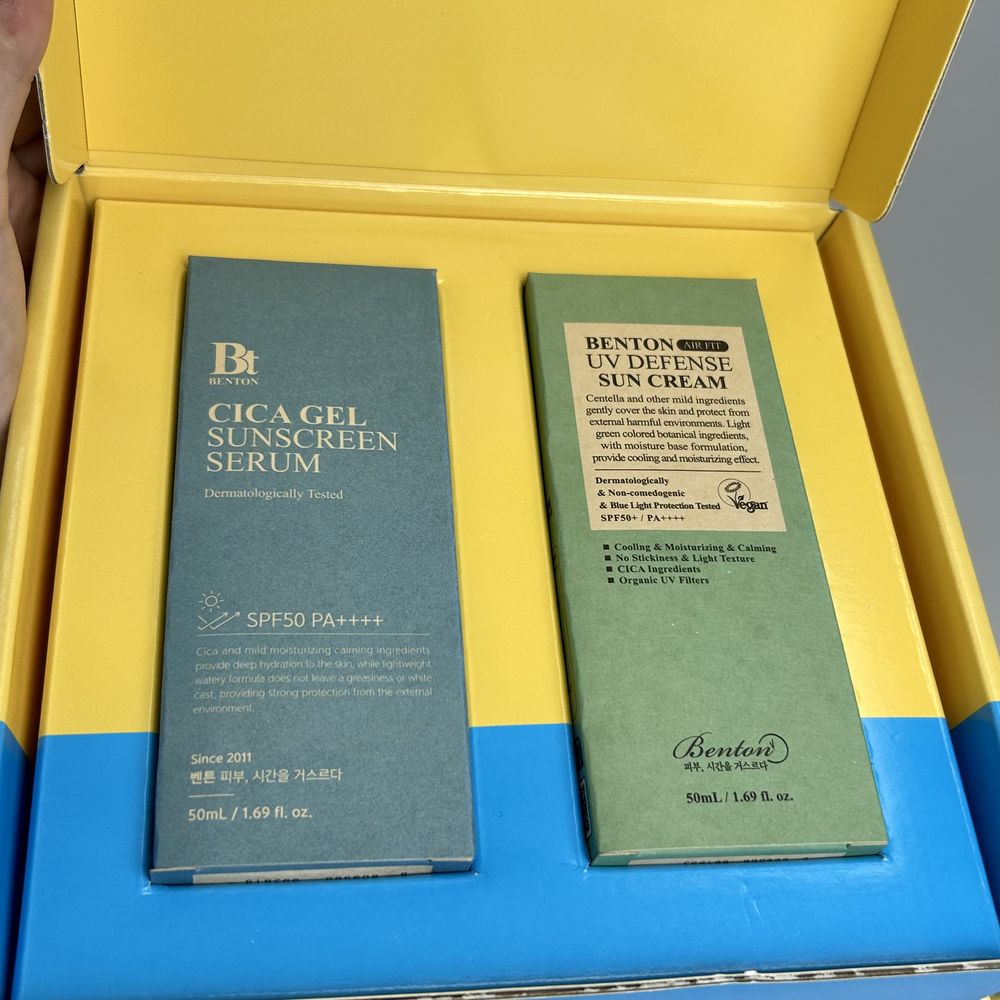 Bt
BENTON
CICA GEL
SUNSCREEN
SERUM
Dermatologically Tested
SPF50 PA++++
Cica and mild moisturizing calming ingredients
provide deep hydration to the skin, while lightweight
watery formula does not leave a greasiness or white
cast, providing strong protection from the external
environment.
Since 2011
벤튼 피부, 시간을 거스르다
50mL / 1.69 fl. oz.
BENTON AIR FIT
UV DEFENSE
SUN CREAM
Centella and other mild ingredients
gently cover the skin and protect from
external harmful environments. Light
green colored botanical ingredients,
with moisture base formulation,
provide cooling and moisturizing effect.
Dermatologically
& Non-comedogenic
& Blue Light Protection Tested
SPF50+ / PA++++
Vegan
■ Cooling & Moisturizing & Calming
■ No Stickiness & Light Texture
■ CICA Ingredients
■ Organic UV Filters
Benton
피부, 시간을 거스르다
50mL / 1.69 fl. oz.